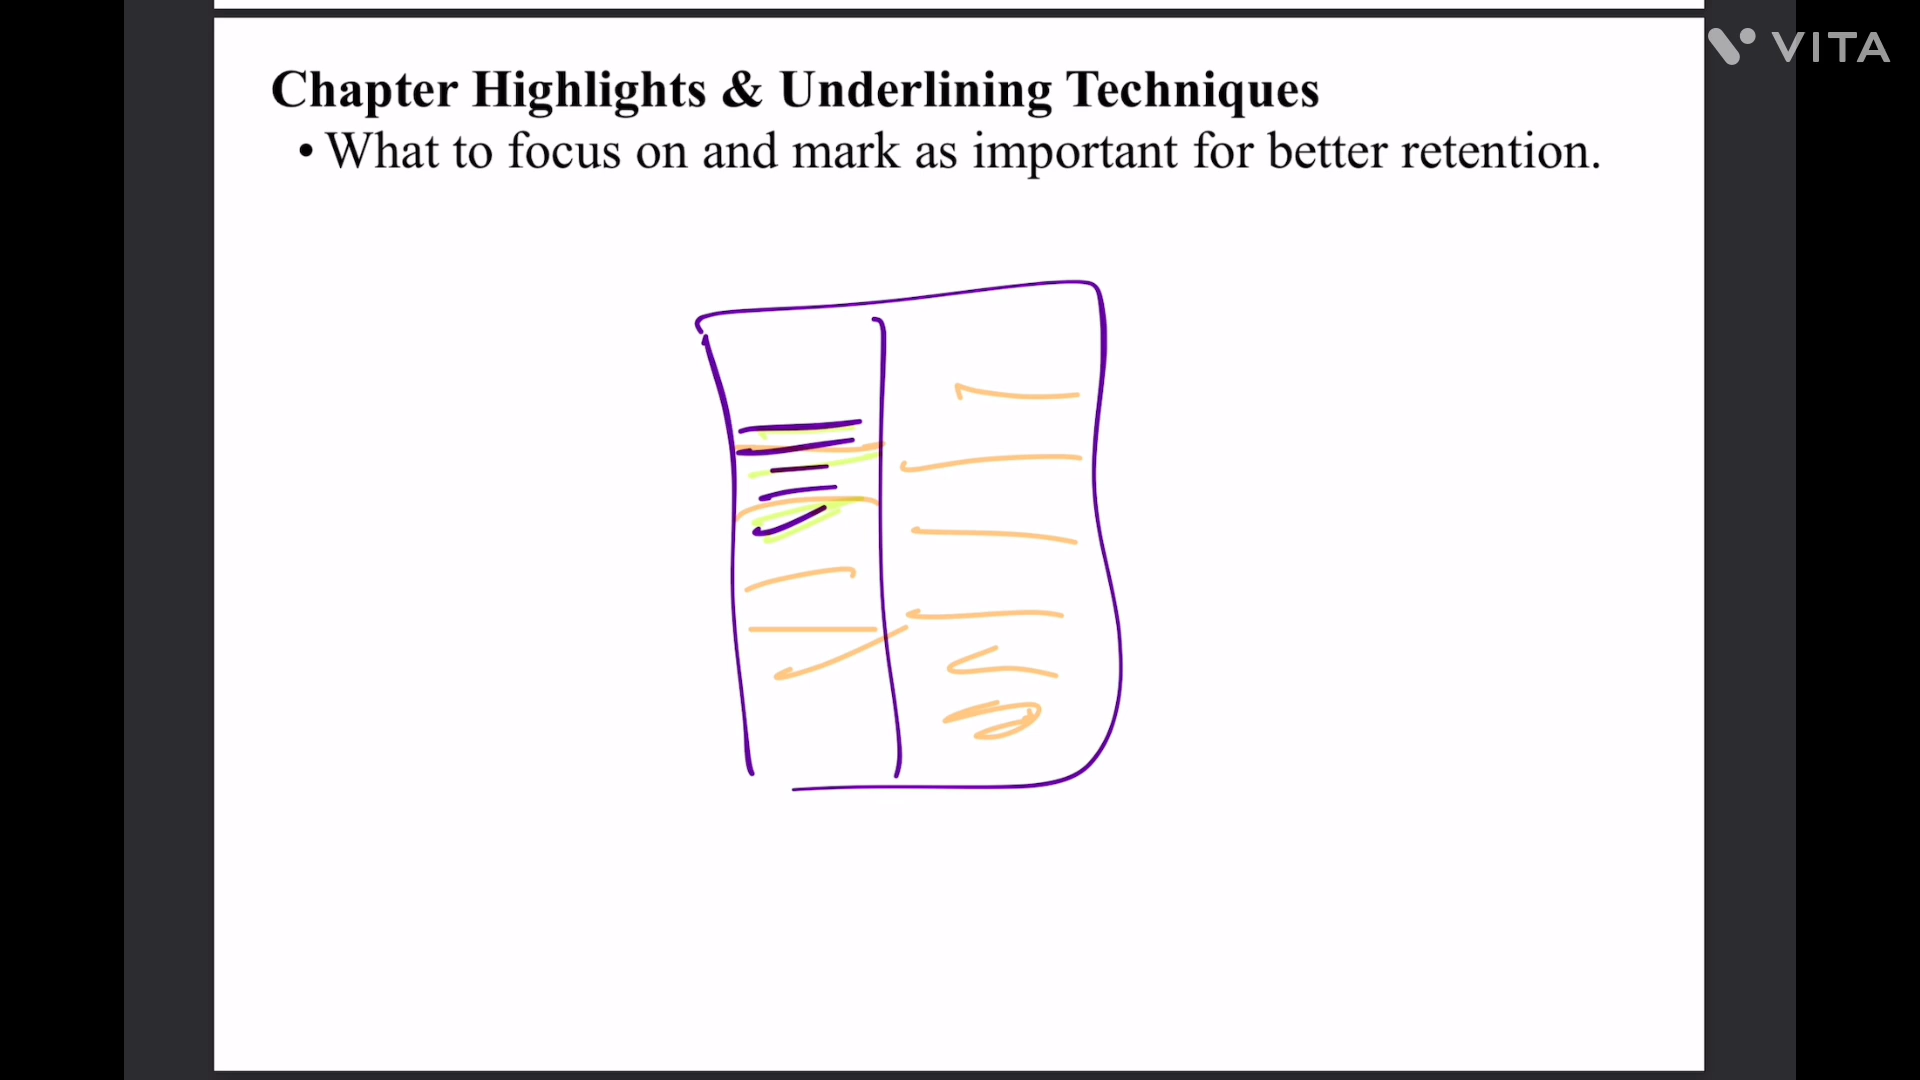 Chapter Highlights & Underlining Techniques
• What to focus on and mark as important for better retention.
VITA